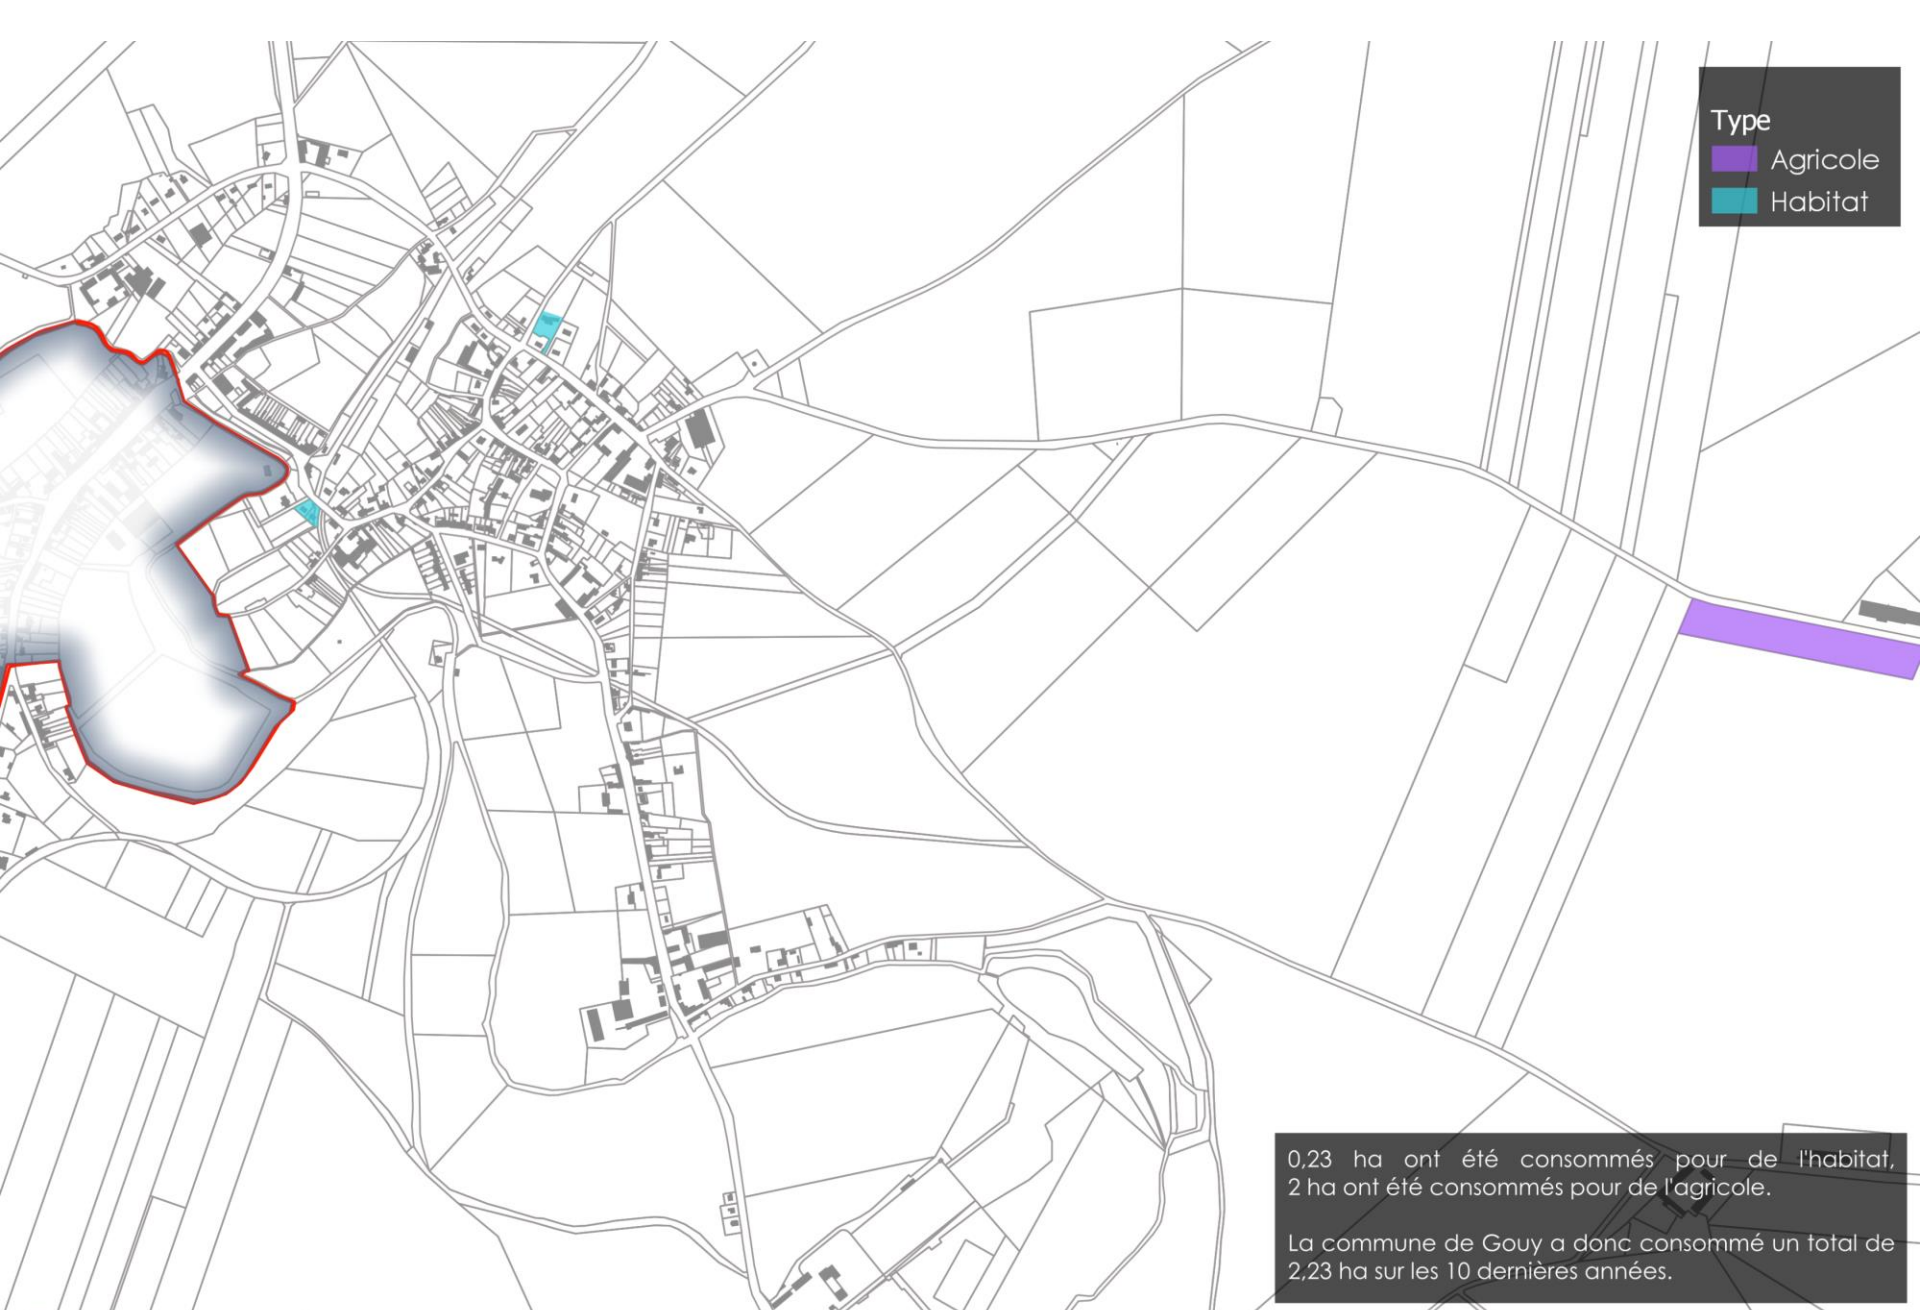 Type
Agricole
Habitat
0,23 ha ont été consommés pour de l'habitat,
2 ha ont été consommés pour de l'agricole.
La commune de Gouy a donc consommé un total de
2,23 ha sur les 10 dernières années.